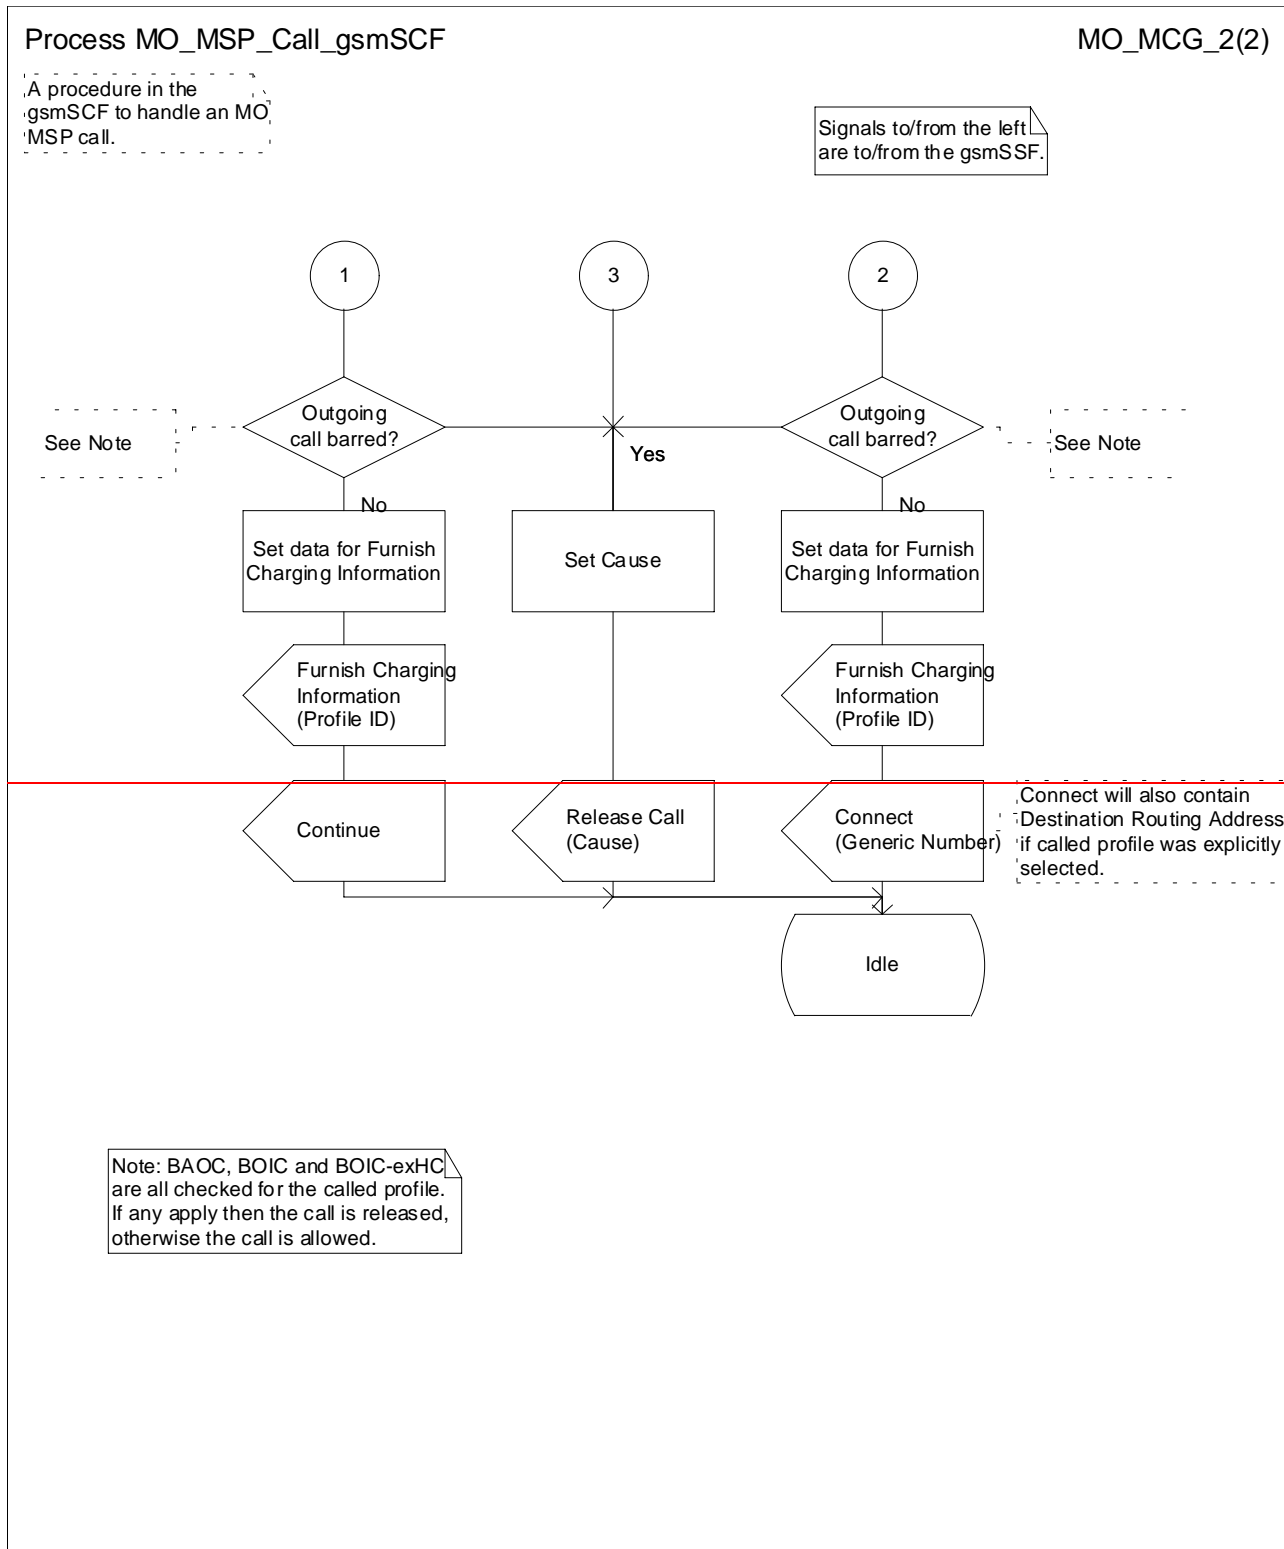 Process MO_MSP_Call_gsmSCF
MO_MCG_2(2)
A procedure in the
gsmSCF to handle an MO
MSP call.
Signals to/from the left
are to/from the gsmSSF.
1
3
2
Outgoing
call barred?
Outgoing
call barred?
See Note
Yes
See Note
No
No
Set data for Furnish
Charging Information
Set Cause
Set data for Furnish
Charging Information
Furnish Charging
Information
(Profile ID)
Furnish Charging
Information
(Profile ID)
Continue
Release Call
(Cause)
Connect
(Generic Number)
Connect will also contain
Destination Routing Address
if called profile was explicitly
selected.
Idle
Note: BAOC, BOIC and BOIC-exHC
are all checked for the called profile.
If any apply then the call is released,
otherwise the call is allowed.